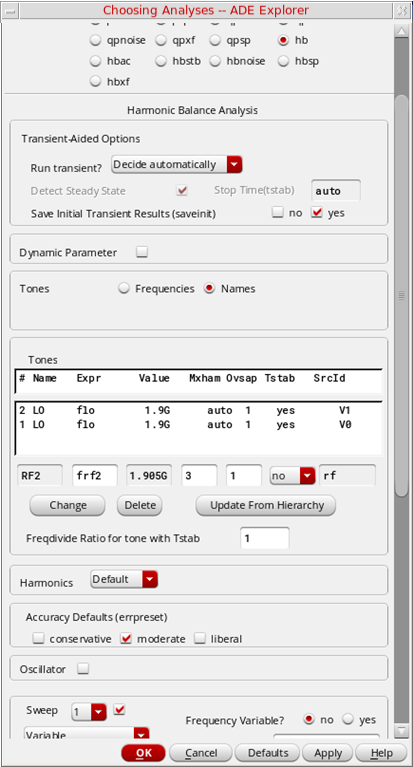 Choosing Analyses -- ADE Explorer
qpnoise qpxf qpsp hb
hbac hbstb hbnoise hbsp
hbxf
Harmonic Balance Analysis
Transient-Aided Options
Run transient? Decide automatically
Detect Steady State Stop Time(tstab) auto
Save Initial Transient Results (saveinit) no yes
Dynamic Parameter
Tones Frequencies Names
Tones
# Name Expr Value Mxham Ovsap Tstab SrcId
2 LO flo 1.9G auto 1 yes V1
1 LO flo 1.9G auto 1 yes V0
RF2 frf2 1.905G 3 1 no rf
Change Delete Update From Hierarchy
Freqdivide Ratio for tone with Tstab 1
Harmonics Default
Accuracy Defaults (errpreset)
conservative moderate liberal
Oscillator
Sweep 1 Frequency Variable? no yes
Variable
OK Cancel Defaults Apply Help